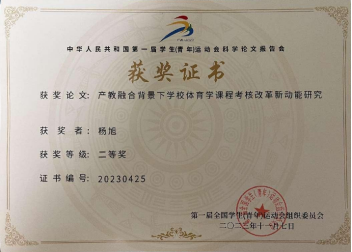 中华人民共和国第一届学生(青年)运动会科学论文报告会
获奖证书
获奖论文：产教融合背景下学校体育学课程考核改革新动能研究
获奖者：杨旭
获奖等级：二等奖
证书编号：20230425
第一届全国学生(青年)运动会组织委员会
二〇二三年十一月七日